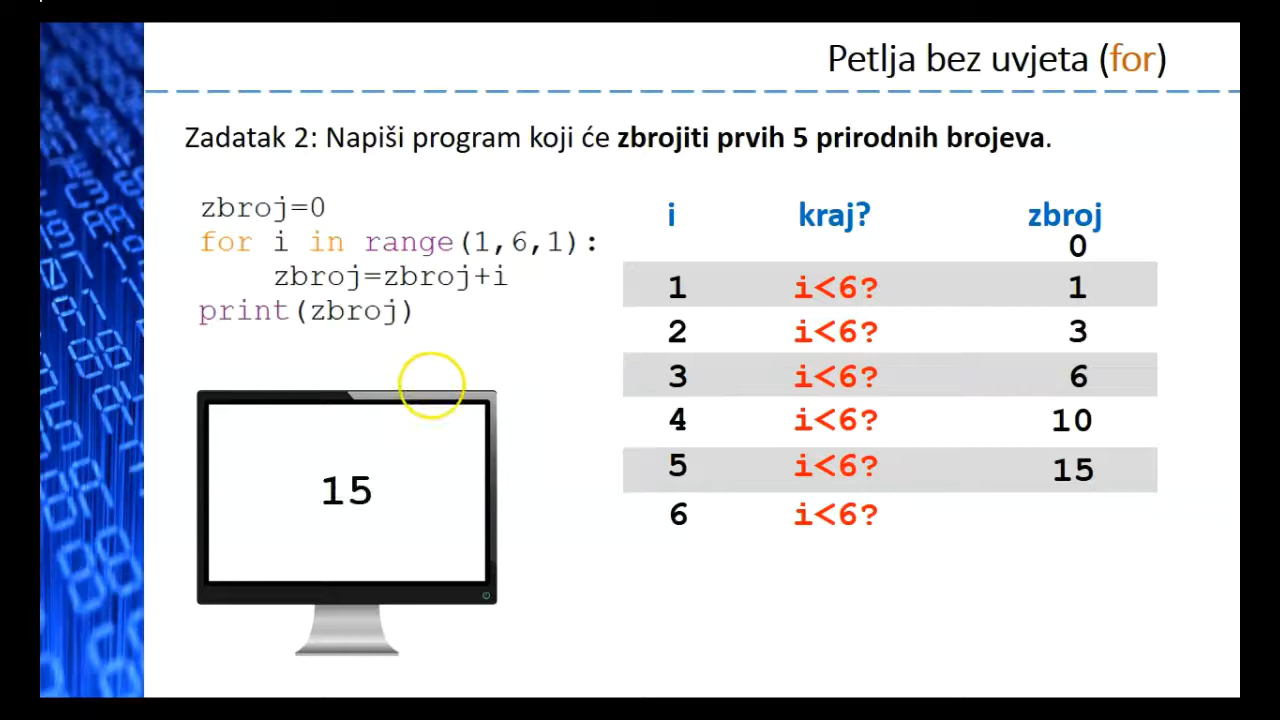 Petlja bez uvjeta (for)
Zadatak 2: Napiši program koji će zbrojiti prvih 5 prirodnih brojeva.
zbroj=0
for i in range(1,6,1):
    zbroj=zbroj+i
print(zbroj)
15
i kraj? zbroj
0
1 i<6? 1
2 i<6? 3
3 i<6? 6
4 i<6? 10
5 i<6? 15
6 i<6?